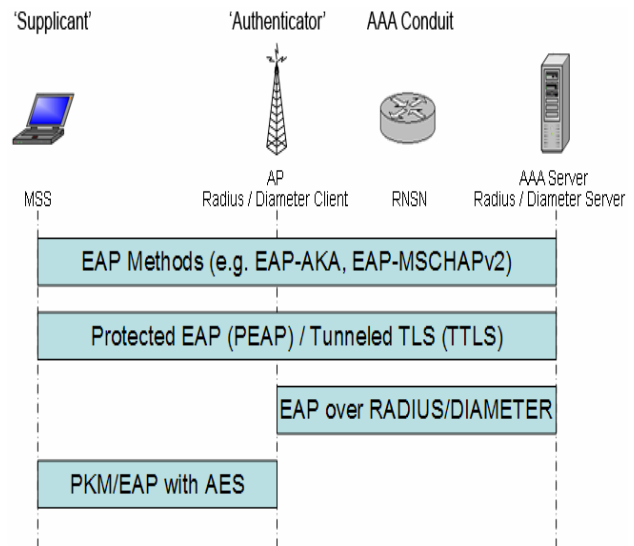 'Supplicant' 'Authenticator' AAA Conduit
AP AAA Server
MSS Radius / Diameter Client RNSN Radius / Diameter Server
EAP Methods (e.g. EAP-AKA, EAP-MSCHAPv2)
Protected EAP (PEAP) / Tunneled TLS (TTLS)
EAP over RADIUS/DIAMETER
PKM/EAP with AES